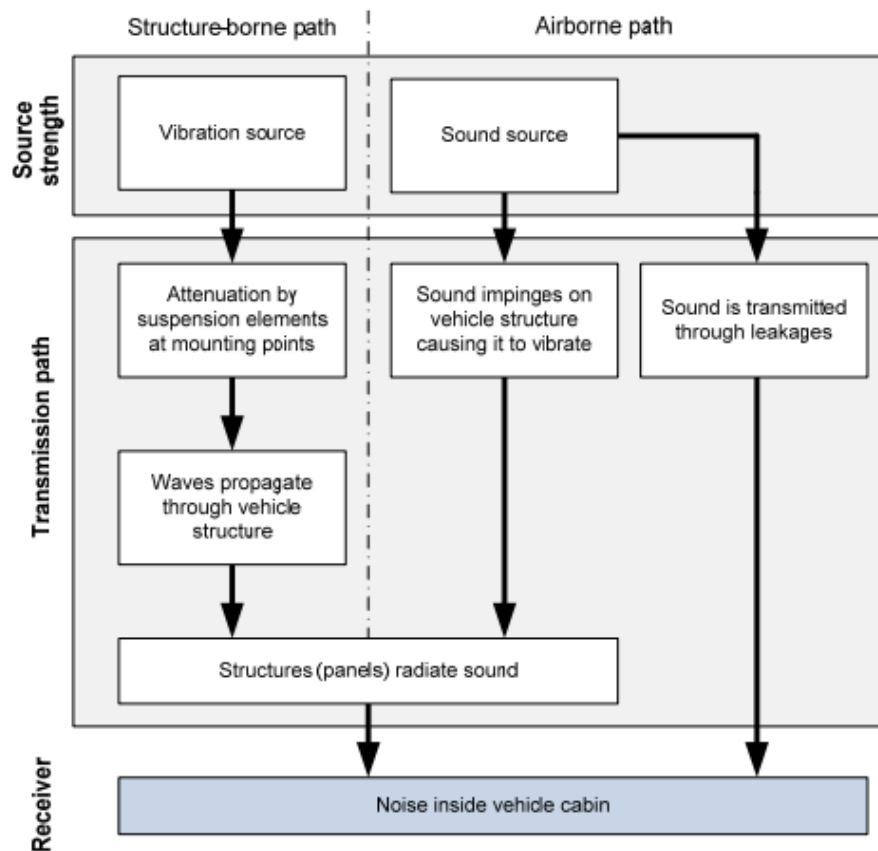 Structure-borne path
Airborne path
Source
strength
Vibration source
Sound source
Transmission path
Attenuation by
suspension elements
at mounting points
Sound impinges on
vehicle structure
causing it to vibrate
Sound is transmitted
through leakages
Waves propagate
through vehicle
structure
Structures (panels) radiate sound
Receiver
Noise inside vehicle cabin